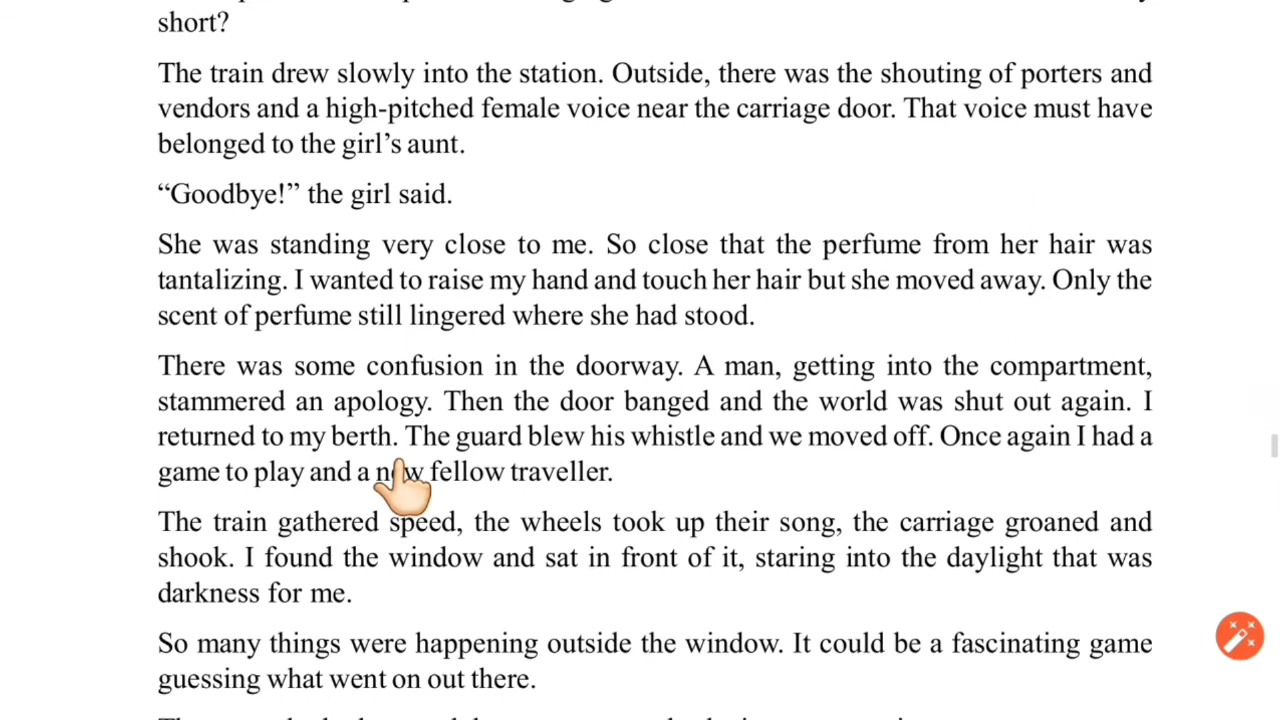 short?
The train drew slowly into the station. Outside, there was the shouting of porters and
vendors and a high-pitched female voice near the carriage door. That voice must have
belonged to the girl’s aunt.
“Goodbye!” the girl said.
She was standing very close to me. So close that the perfume from her hair was
tantalizing. I wanted to raise my hand and touch her hair but she moved away. Only the
scent of perfume still lingered where she had stood.
There was some confusion in the doorway. A man, getting into the compartment,
stammered an apology. Then the door banged and the world was shut out again. I
returned to my berth. The guard blew his whistle and we moved off. Once again I had a
game to play and a new fellow traveller.
The train gathered speed, the wheels took up their song, the carriage groaned and
shook. I found the window and sat in front of it, staring into the daylight that was
darkness for me.
So many things were happening outside the window. It could be a fascinating game
guessing what went on out there.